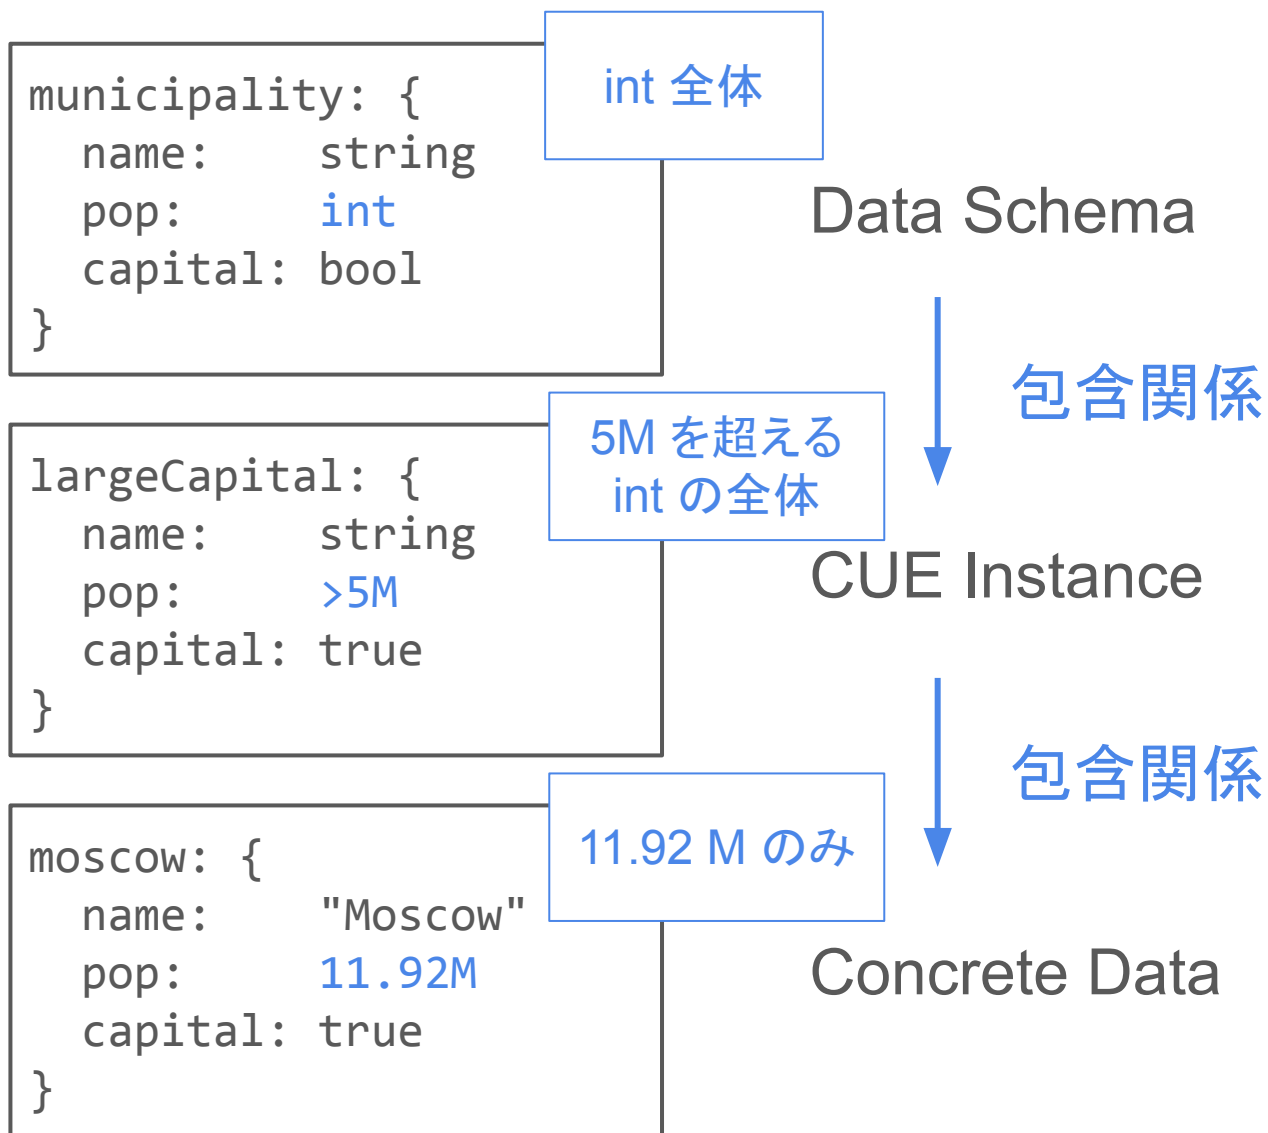 int 全体
municipality: {
  name:    string
  pop:     int
  capital: bool
}
Data Schema
包含関係
5M を超える
int の全体
largeCapital: {
  name:    string
  pop:     >5M
  capital: true
}
CUE Instance
包含関係
11.92 M のみ
moscow: {
  name:    "Moscow"
  pop:     11.92M
  capital: true
}
Concrete Data